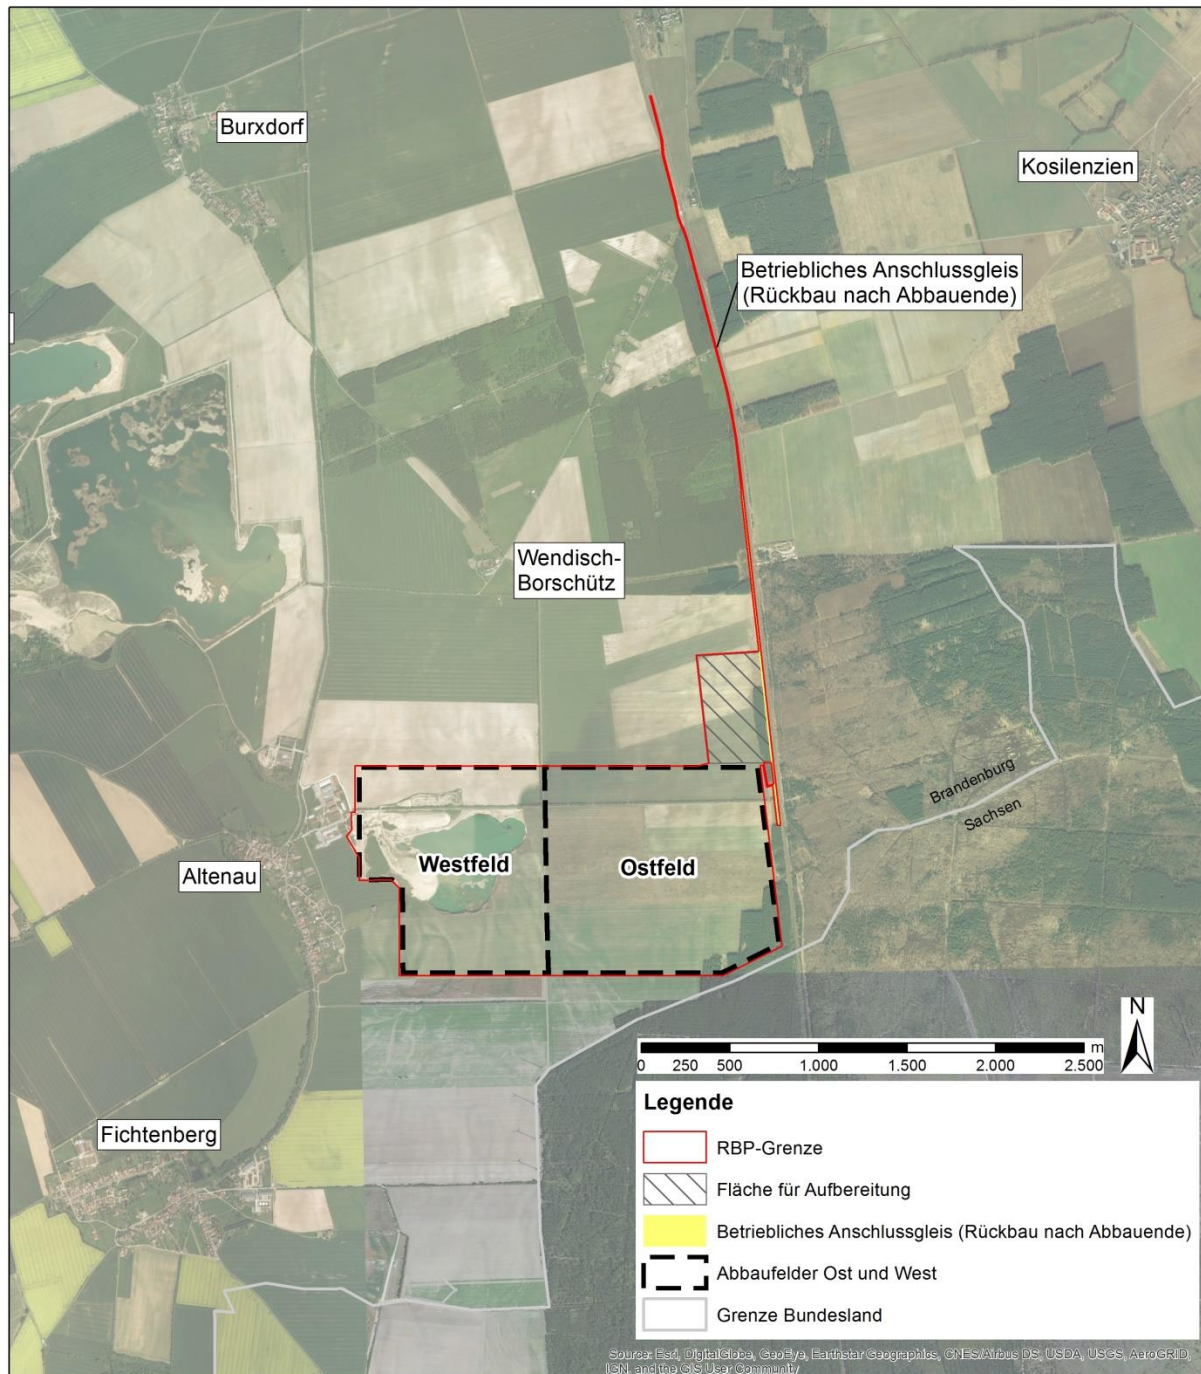 Burxdorf
Kosilenzien
Betriebliches Anschlussgleis
(Rückbau nach Abbauende)
Wendisch-
Borschütz
Brandenburg
Sachsen
Westfeld
Ostfeld
Altenau
N
m
0 250 500 1.000 1.500 2.000 2.500
Legende
Fichtenberg
RBP-Grenze
Fläche für Aufbereitung
Betriebliches Anschlussgleis (Rückbau nach Abbauende)
Abbaufelder Ost und West
Grenze Bundesland
Source: Esri, DigitalGlobe, GeoEye, Earthstar Geographics, CNES/Airbus DS, USDA, USGS, AeroGRID,
IGN, and the GIS User Community